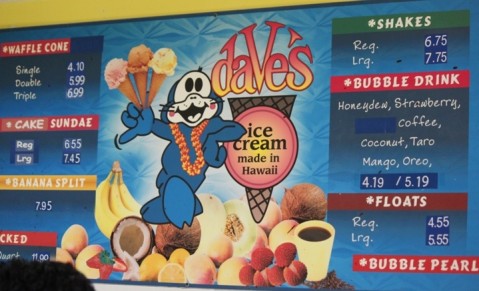 *WAFFLE CONE
Single 4.10
Double 5.99
Triple 6.99
*CAKE SUNDAE
Reg 6.55
Lrg 7.45
*BANANA SPLIT
7.95
CKED
Quart 11.90
daVe's
ice
cream
made in
Hawaii
*SHAKES
Reg. 6.75
Lrg. 7.75
*BUBBLE DRINK
Honeydew, Strawberry,
Coffee,
Coconut, Taro
Mango, Oreo,
4.19 / 5.19
*FLOATS
Reg. 4.55
Lrg. 5.55
*BUBBLE PEARL